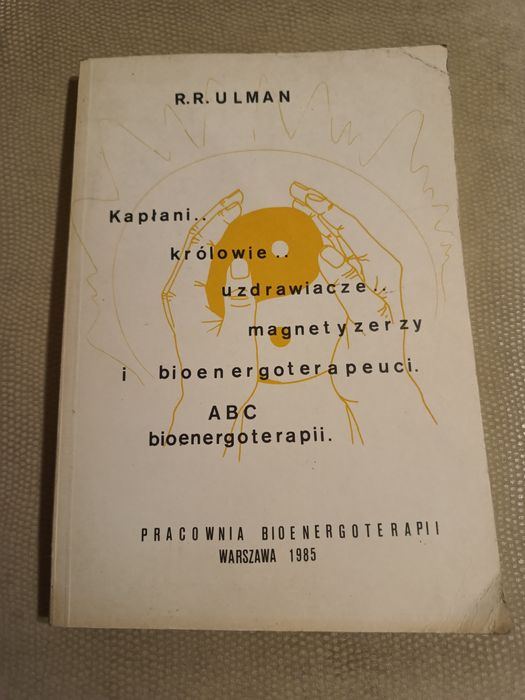 R.R. ULMAN
Kapłani..
królowie..
uzdrawiacze..
magnetyzerzy
i bioenergoterapeuci.
ABC
bioenergoterapii.
PRACOWNIA BIOENERGOTERAPII
WARSZAWA 1985